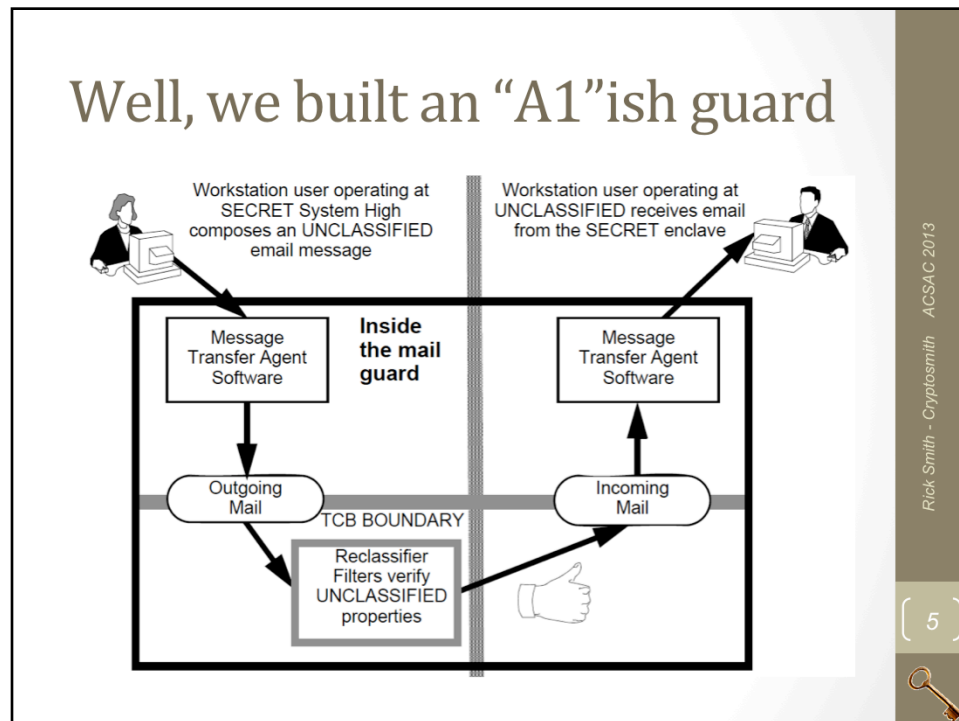 Well, we built an “A1”ish guard
Workstation user operating at
SECRET System High
composes an UNCLASSIFIED
email message
Workstation user operating at
UNCLASSIFIED receives email
from the SECRET enclave
Message
Transfer Agent
Software
Inside
the mail
guard
Message
Transfer Agent
Software
Outgoing
Mail
Incoming
Mail
TCB BOUNDARY
Reclassifier
Filters verify
UNCLASSIFIED
properties
Rick Smith - Cryptosmith ACSAC 2013
5